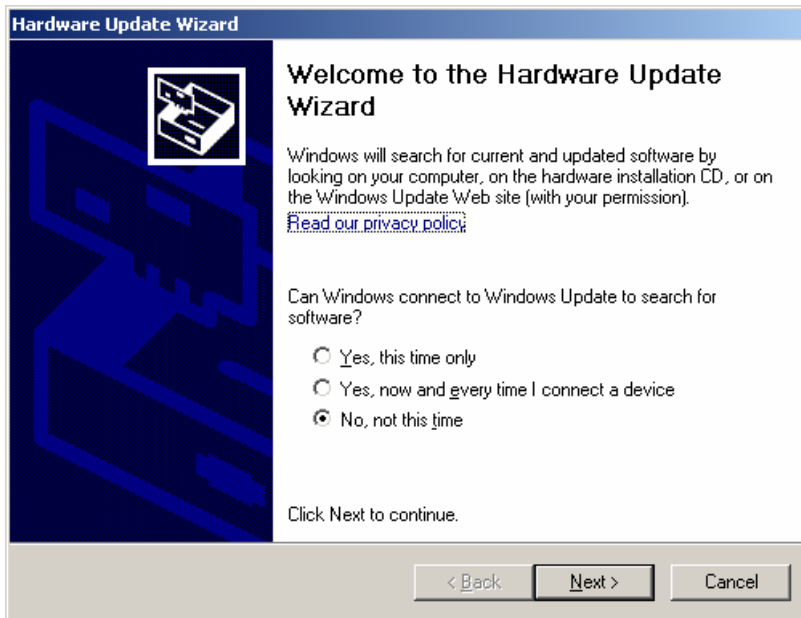 Hardware Update Wizard
Welcome to the Hardware Update
Wizard
Windows will search for current and updated software by
looking on your computer, on the hardware installation CD, or on
the Windows Update Web site (with your permission).
Read our privacy policy
Can Windows connect to Windows Update to search for
software?
Yes, this time only
Yes, now and every time I connect a device
No, not this time
Click Next to continue.
< Back
Next >
Cancel